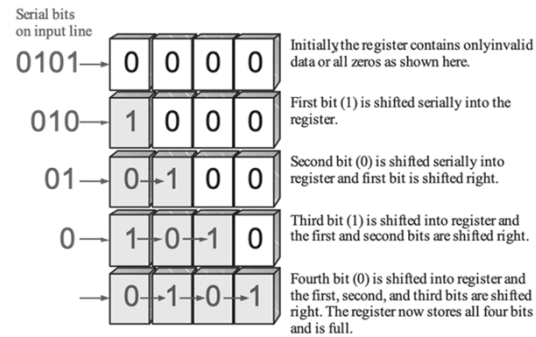 Serial bits
on input line
0101 0 0 0 0
Initially, the register contains onlyinvalid
data or all zeros as shown here.
010 1 0 0 0
First bit (1) is shifted serially into the
register.
01 0 1 0 0
Second bit (0) is shifted serially into
register and first bit is shifted right.
0 1 0 1 0
Third bit (1) is shifted into register and
the first and second bits are shifted right.
0 1 0 1
Fourth bit (0) is shifted into register and
the first, second, and third bits are shifted
right. The register now stores all four bits
and is full.